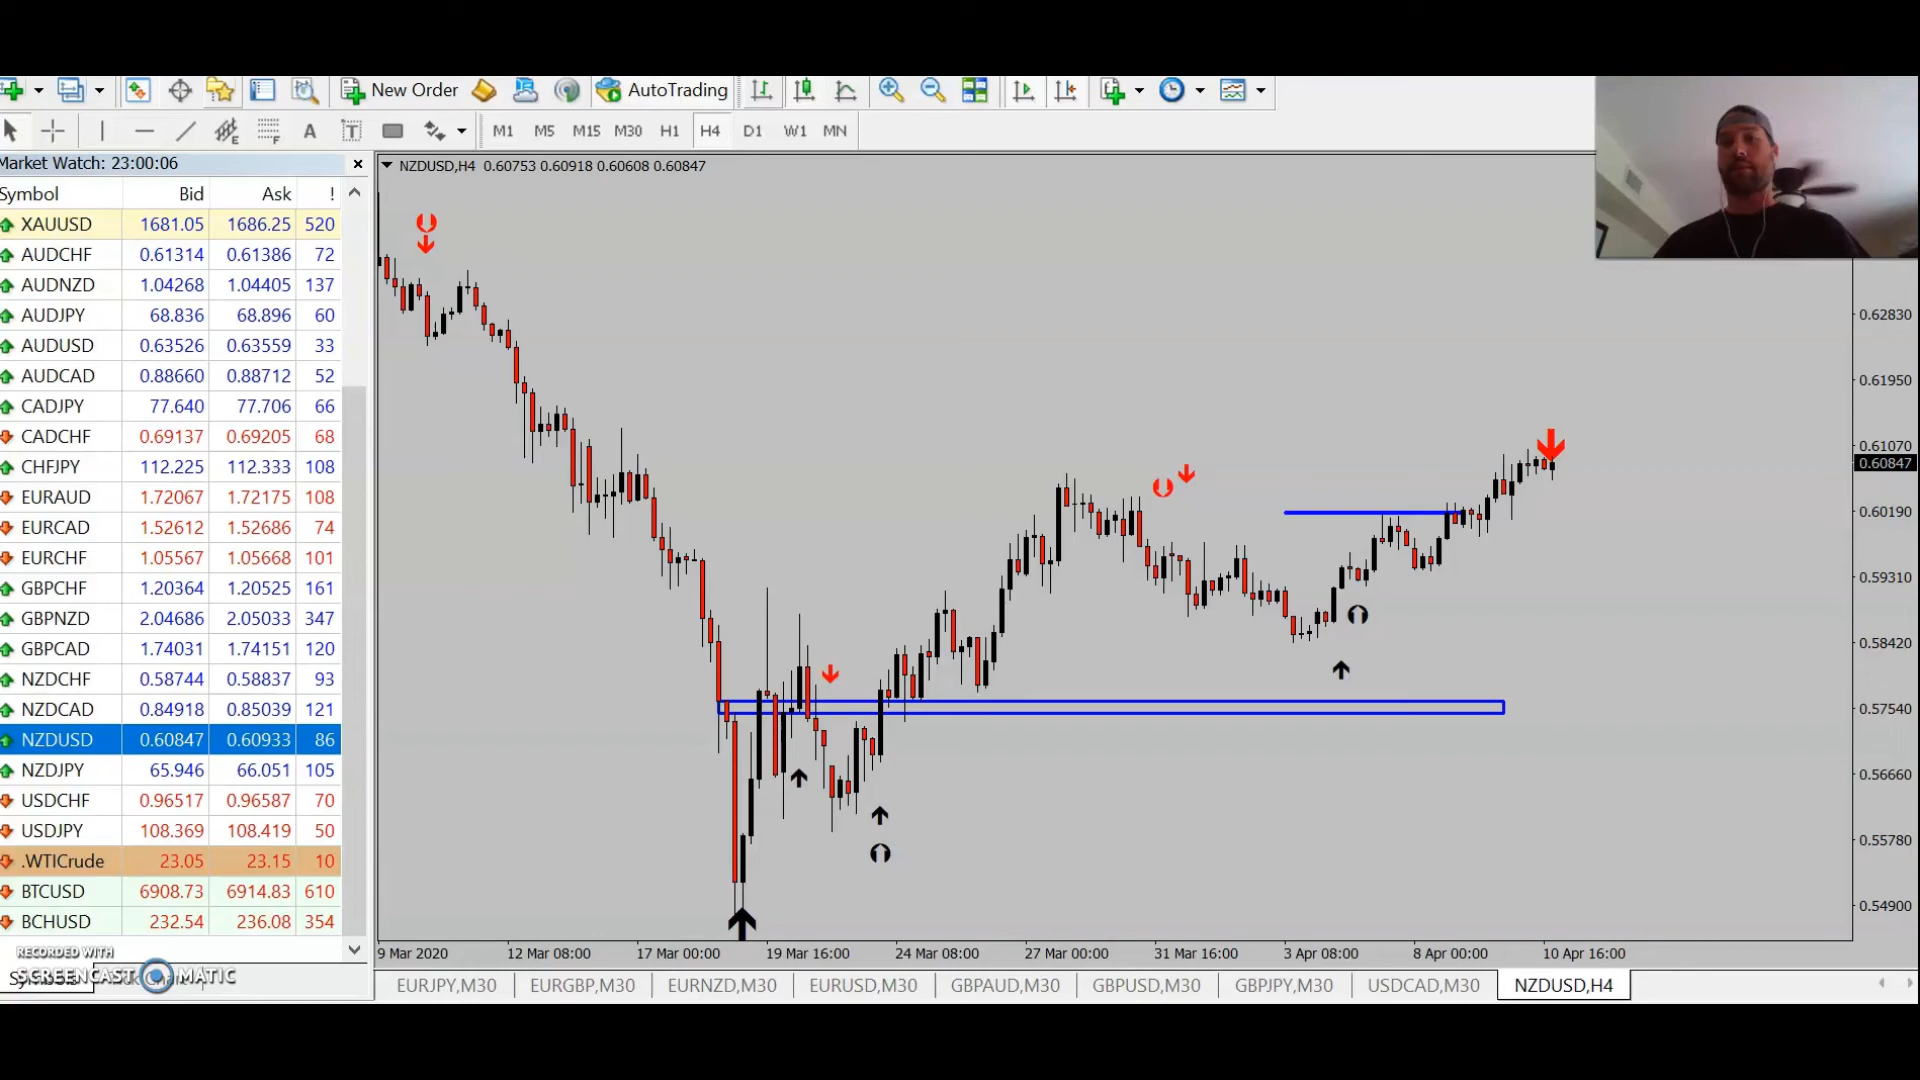 New Order
AutoTrading
M1 M5 M15 M30 H1 H4 D1 W1 MN
Market Watch: 23:00:06
Symbol Bid Ask !
XAUUSD 1681.05 1686.25 520
AUDCHF 0.61314 0.61386 72
AUDNZD 1.04268 1.04405 137
AUDJPY 68.836 68.896 60
AUDUSD 0.63526 0.63559 33
AUDCAD 0.88660 0.88712 52
CADJPY 77.640 77.706 66
CADCHF 0.69137 0.69205 68
CHFJPY 112.225 112.333 108
EURAUD 1.72067 1.72175 108
EURCAD 1.52612 1.52686 74
EURCHF 1.05567 1.05668 101
GBPCHF 1.20364 1.20525 161
GBPNZD 2.04686 2.05033 347
GBPCAD 1.74031 1.74151 120
NZDCHF 0.58744 0.58837 93
NZDCAD 0.84918 0.85039 121
NZDUSD 0.60847 0.60933 86
NZDJPY 65.946 66.051 105
USDCHF 0.96517 0.96587 70
USDJPY 108.369 108.419 50
.WTICrude 23.05 23.15 10
BTCUSD 6908.73 6914.83 610
BCHUSD 232.54 236.08 354
RECORDED WITH
SCREENCAST MATIC
NZDUSD,H4 0.60753 0.60918 0.60608 0.60847
0.62830
0.61950
0.61070
0.60847
0.60190
0.59310
0.58420
0.57540
0.56660
0.55780
0.54900
9 Mar 2020 12 Mar 08:00 17 Mar 00:00 19 Mar 16:00 24 Mar 08:00 27 Mar 00:00 31 Mar 16:00 3 Apr 08:00 8 Apr 00:00 10 Apr 16:00
EURJPY,M30 EURGBP,M30 EURNZD,M30 EURUSD,M30 GBPAUD,M30 GBPUSD,M30 GBPJPY,M30 USDCAD,M30 NZDUSD,H4